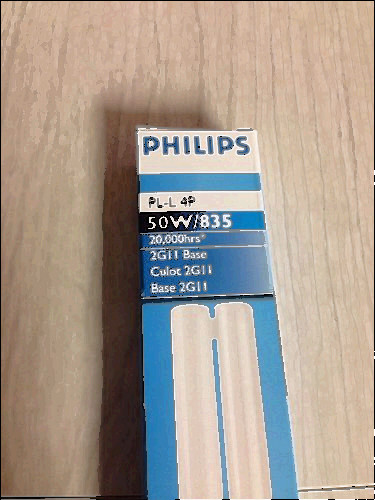 PHILIPS
PL-L 4P
50W/835
20,000hrs*
2G11 Base
Culot 2G11
Base 2G11